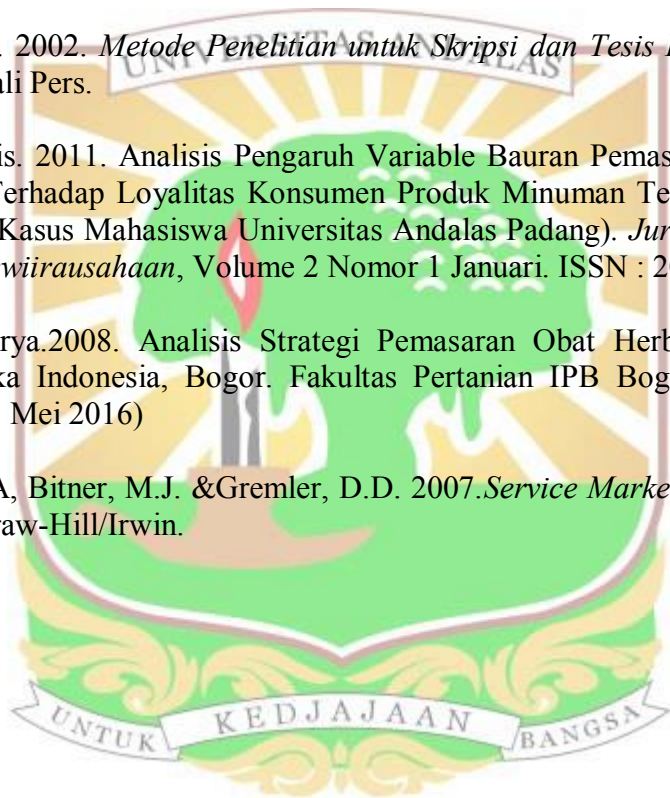 . 2002. Metode Penelitian untuk Skripsi dan Tesis
UNIVERSITAS ANDALAS
ali Pers.
is. 2011. Analisis Pengaruh Variable Bauran Pemas
Terhadap Loyalitas Konsumen Produk Minuman Te
Kasus Mahasiswa Universitas Andalas Padang). Jur
ewiirausahaan, Volume 2 Nomor 1 Januari. ISSN : 2
rya.2008. Analisis Strategi Pemasaran Obat Herb
ka Indonesia, Bogor. Fakultas Pertanian IPB Bog
Mei 2016)
A, Bitner, M.J. &Gremler, D.D. 2007.Service Marke
raw-Hill/Irwin.
UNTUK KEDJAJAAN BANGSA